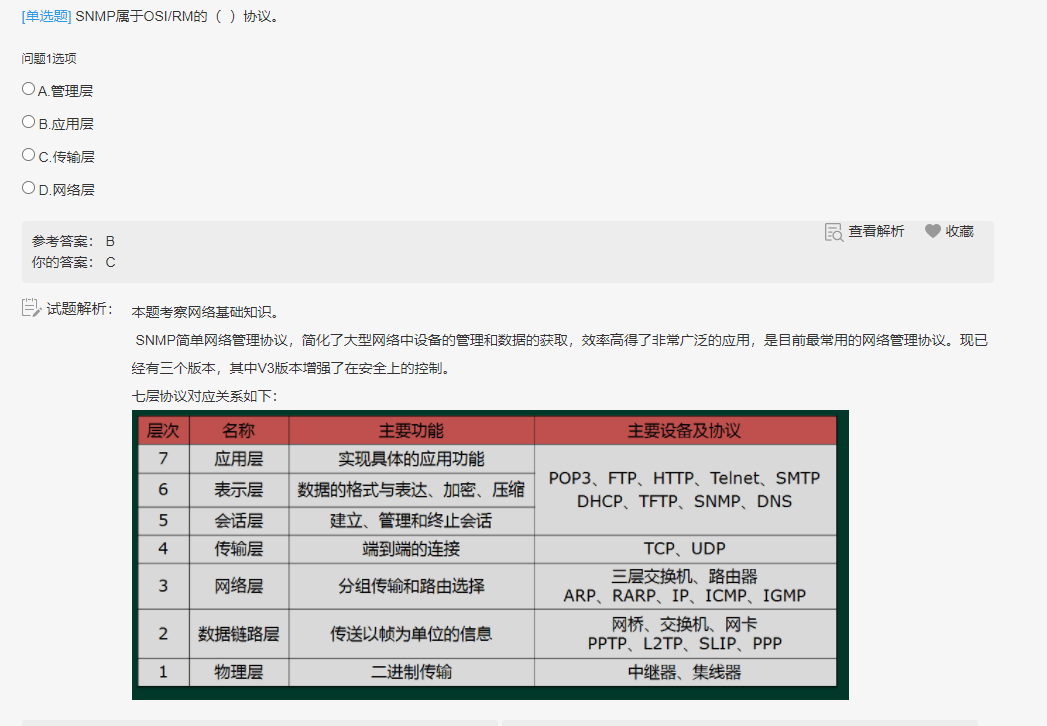 [单选题] SNMP属于OSI/RM的（ ）协议。
问题1选项
A.管理层
B.应用层
C.传输层
D.网络层
查看解析 收藏
参考答案： B
你的答案： C
试题解析： 本题考察网络基础知识。
SNMP简单网络管理协议，简化了大型网络中设备的管理和数据的获取，效率高得了非常广泛的应用，是目前最常用的网络管理协议。现已
经有三个版本，其中V3版本增强了在安全上的控制。
七层协议对应关系如下：
层次 名称 主要功能 主要设备及协议
7 应用层 实现具体的应用功能
6 表示层 数据的格式与表达、加密、压缩
5 会话层 建立、管理和终止会话
POP3、FTP、HTTP、Telnet、SMTP
DHCP、TFTP、SNMP、DNS
4 传输层 端到端的连接 TCP、UDP
3 网络层 分组传输和路由选择 三层交换机、路由器
ARP、RARP、IP、ICMP、IGMP
2 数据链路层 传送以帧为单位的信息 网桥、交换机、网卡
PPTP、L2TP、SLIP、PPP
1 物理层 二进制传输 中继器、集线器